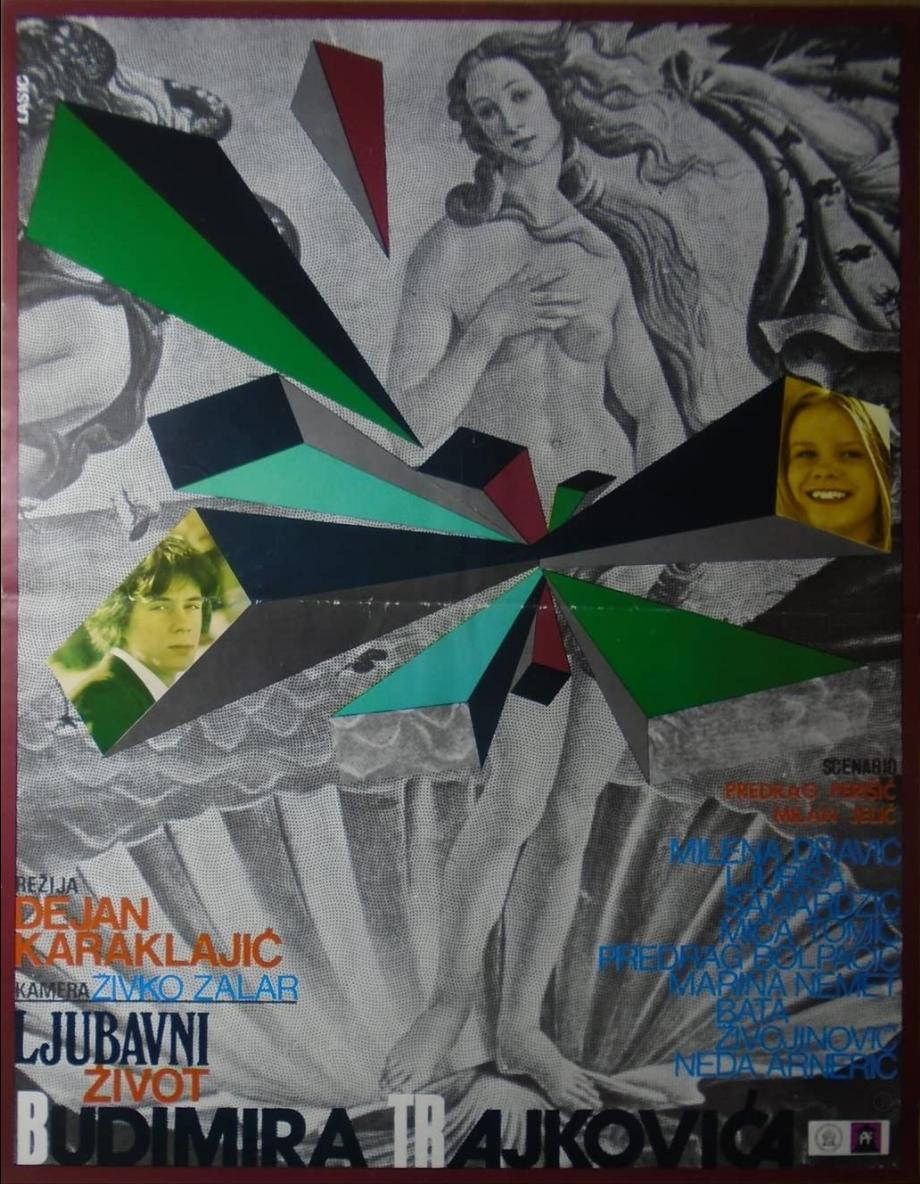 LASIĆ
REŽIJA
DEJAN
KARAKLAJIĆ
KAMERA ŽIVKO ZALAR
LJUBAVNI
ŽIVOT
BUDIMIRA TRAJKOVIĆA
SCENARIO
PREDRAG PERIŠIĆ
MILAN JELIĆ
MILENA DRAVIĆ
LJUBIŠA
SAMARDŽIĆ
MIĆA TOMIĆ
PREDRAG BOLPAČIĆ
MARINA NEMET
BATA
ŽIVOJINOVIĆ
NEDA ARNERIĆ